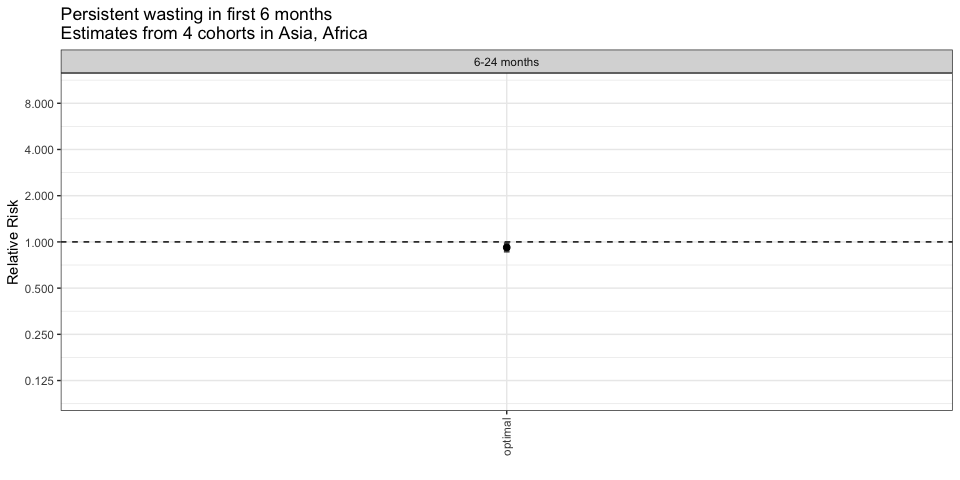 Persistent wasting in first 6 months
Estimates from 4 cohorts in Asia, Africa
6-24 months
8.000
4.000
2.000
1.000
0.500
0.250
0.125
Relative Risk
optimal